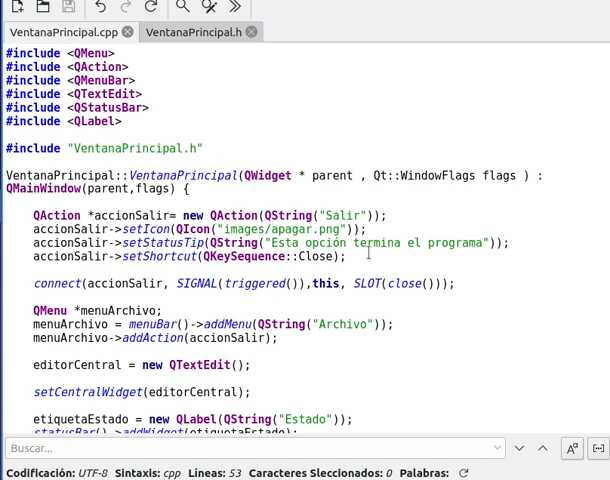 VentanaPrincipal.cpp VentanaPrincipal.h
#include <QMenu>
#include <QAction>
#include <QMenuBar>
#include <QTextEdit>
#include <QStatusBar>
#include <QLabel>
#include "VentanaPrincipal.h"
VentanaPrincipal::VentanaPrincipal(QWidget * parent , Qt::WindowFlags flags ) :
QMainWindow(parent,flags) {
QAction *accionSalir= new QAction(QString("Salir"));
accionSalir->setIcon(QIcon("images/apagar.png"));
accionSalir->setStatusTip(QString("Esta opción termina el programa"));
accionSalir->setShortcut(QKeySequence::Close);
connect(accionSalir, SIGNAL(triggered()),this, SLOT(close()));
QMenu *menuArchivo;
menuArchivo = menuBar()->addMenu(QString("Archivo"));
menuArchivo->addAction(accionSalir);
editorCentral = new QTextEdit();
setCentralWidget(editorCentral);
etiquetaEstado = new QLabel(QString("Estado"));
statusBar()->addWidget(etiquetaEstado);
Buscar...
Codificación: UTF-8 Sintaxis: cpp Líneas: 53 Caracteres Sleccionados: 0 Palabras: